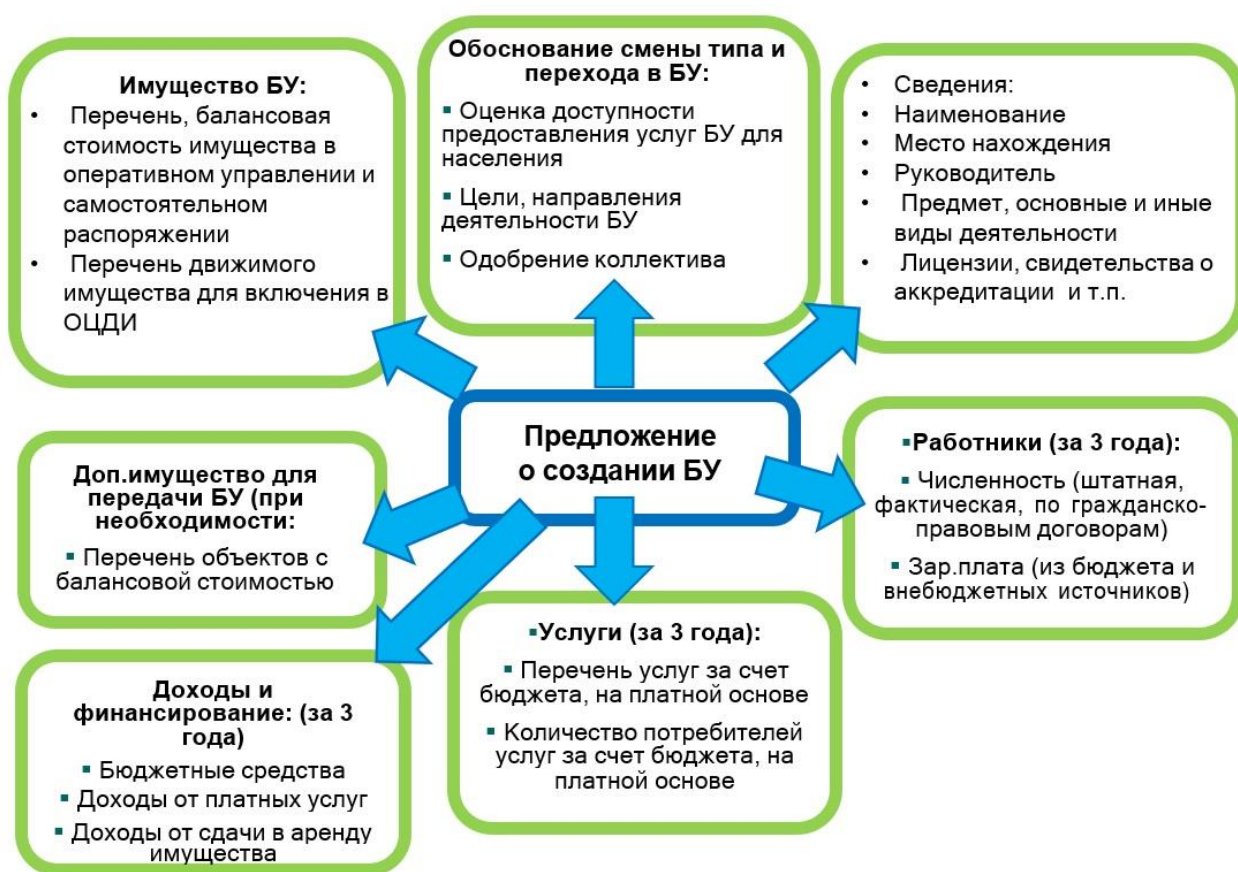 Имущество БУ:
• Перечень, балансовая
стоимость имущества в
оперативном управлении и
самостоятельном
распоряжении
• Перечень движимого
имущества для включения в
ОЦДИ
Обоснование смены типа и
перехода в БУ:
▪ Оценка доступности
предоставления услуг БУ для
населения
▪ Цели, направления
деятельности БУ
▪ Одобрение коллектива
• Сведения:
• Наименование
• Место нахождения
• Руководитель
• Предмет, основные и иные
виды деятельности
• Лицензии, свидетельства о
аккредитации и т.п.
Предложение
о создании БУ
Доп.имущество для
передачи БУ (при
необходимости:
▪ Перечень объектов с
балансовой стоимостью
▪Работники (за 3 года):
▪ Численность (штатная,
фактическая, по гражданско-
правовым договорам)
▪ Зар.плата (из бюджета и
внебюджетных источников)
Доходы и
финансирование: (за 3
года)
▪ Бюджетные средства
▪ Доходы от платных услуг
▪ Доходы от сдачи в аренду
имущества
▪Услуги (за 3 года):
▪ Перечень услуг за счет
бюджета, на платной основе
▪ Количество потребителей
услуг за счет бюджета, на
платной основе